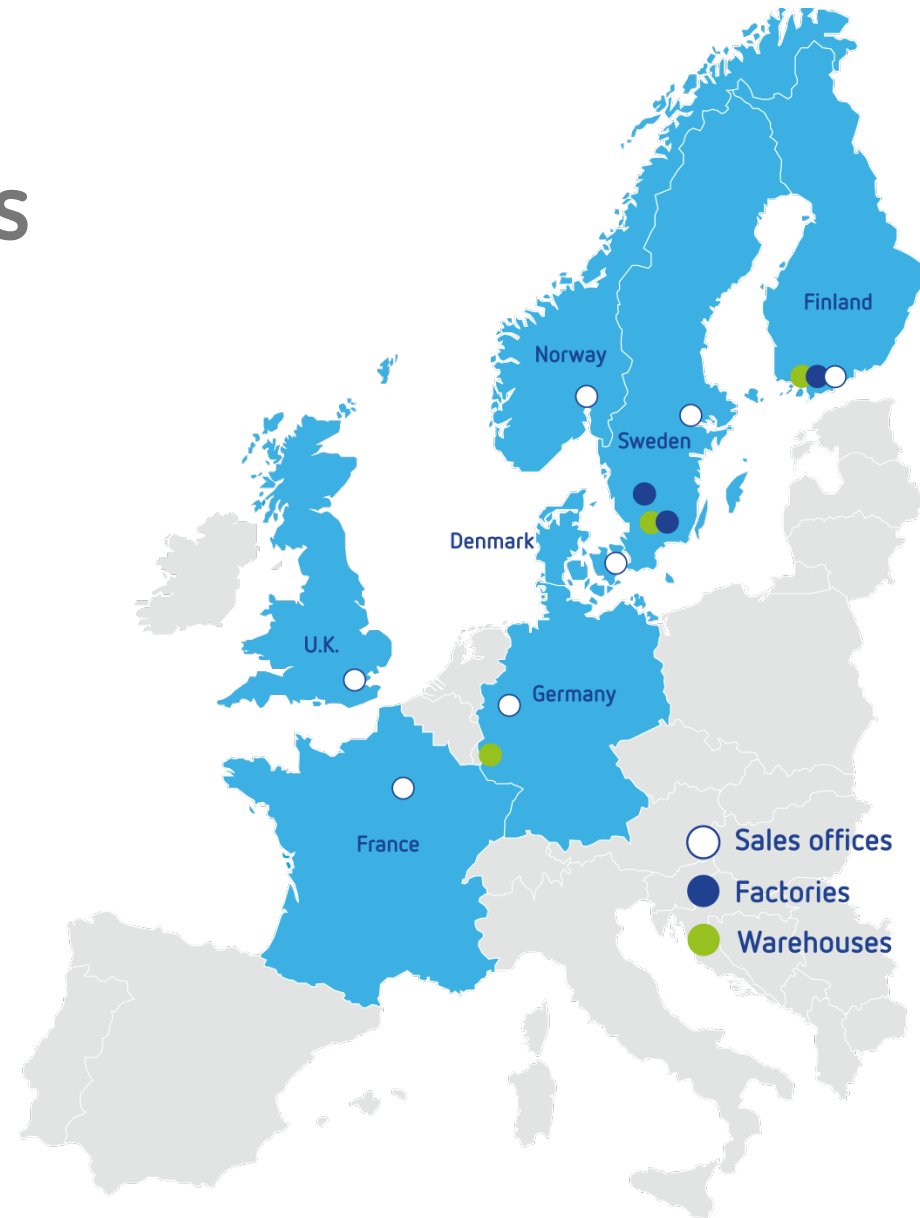 s
Finland
Norway
Sweden
Denmark
U.K.
Germany
France
Sales offices
Factories
Warehouses